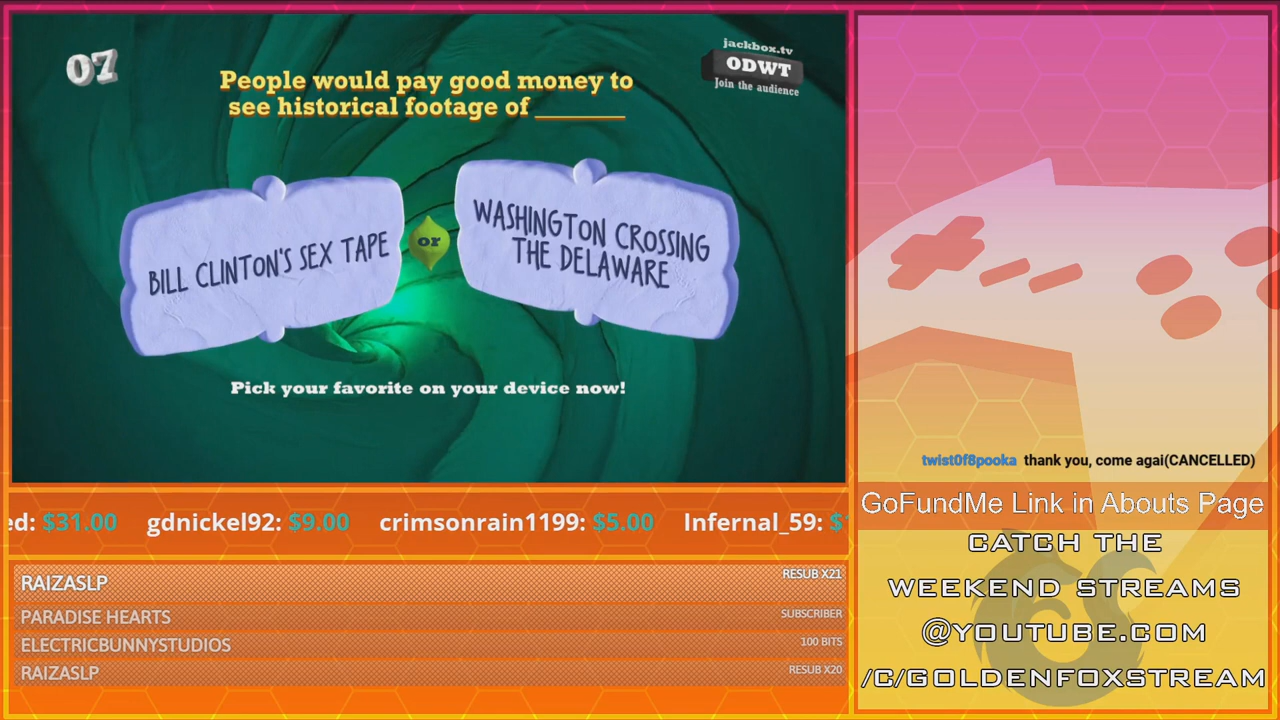 07
People would pay good money to
see historical footage of ________
jackbox.tv
ODWT
Join the audience
BILL CLINTON'S SEX TAPE
or
WASHINGTON CROSSING
THE DELAWARE
Pick your favorite on your device now!
twist0f8pooka thank you, come agai(CANCELLED)
GoFundMe Link in Abouts Page
CATCH THE
WEEKEND STREAMS
@YOUTUBE.COM
/C/GOLDENFOXSTREAM
ed: $31.00 gdnickel92: $9.00 crimsonrain1199: $5.00 Infernal_59: $
RAIZASLP RESUB X21
PARADISE HEARTS SUBSCRIBER
ELECTRICBUNNYSTUDIOS 100 BITS
RAIZASLP RESUB X20